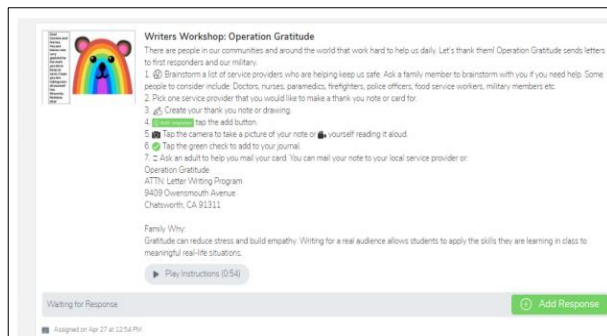 Writers Workshop: Operation Gratitude
There are people in our communities and around the world that work hard to help us daily. Let's thank them! Operation Gratitude sends letters
to first responders and our military.
1. Brainstorm a list of service providers who are helping keep us safe. Ask a family member to brainstorm with you if you need help. Some
people to consider include: Doctors, nurses, paramedics, firefighters, police officers, food service workers, military members etc.
2. Pick one service provider that you would like to make a thank you note or card for.
3. Create your thank you note or drawing.
4. tap the add button.
5. Tap the camera to take a picture of your note or yourself reading it aloud.
6. Tap the green check to add to your journal.
7. Ask an adult to help you mail your card. You can mail your note to your local service provider or:
Operation Gratitude
ATTN: Letter Writing Program
9409 Owensmouth Avenue
Chatsworth, CA 91311
Family Why:
Gratitude can reduce stress and build empathy. Writing for a real audience allows students to apply the skills they are learning in class to
meaningful real-life situations.
Play Instructions (0:54)
Waiting for Response
Add Response
Assigned on Apr 27 at 12:54 PM